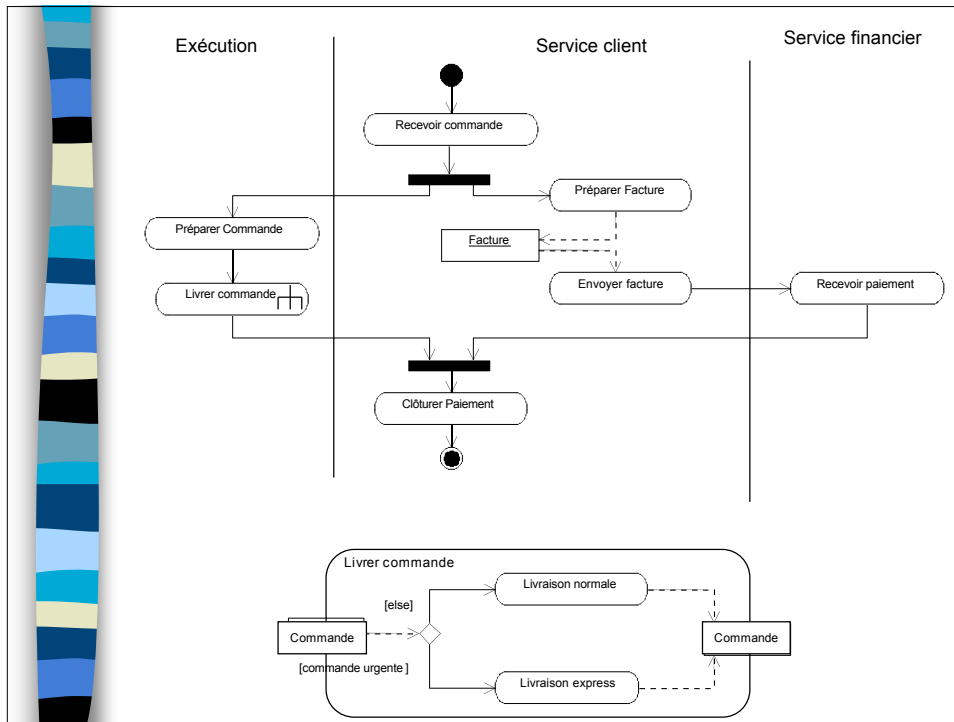 Exécution
Service client
Service financier
Recevoir commande
Préparer Facture
Préparer Commande
Facture
Livrer commande
Envoyer facture
Recevoir paiement
Clôturer Paiement
Livrer commande
Livraison normale
[else]
Commande
Commande
[commande urgente ]
Livraison express